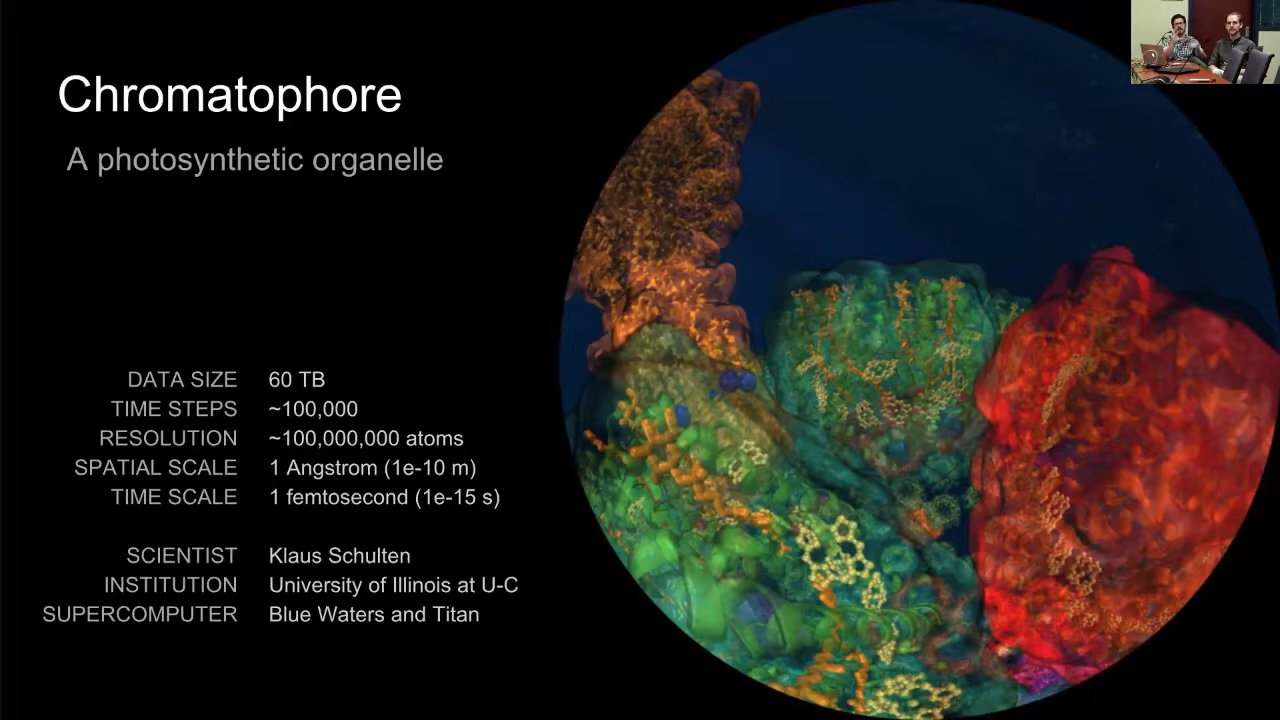 Chromatophore
A photosynthetic organelle
DATA SIZE 60 TB
TIME STEPS ~100,000
RESOLUTION ~100,000,000 atoms
SPATIAL SCALE 1 Angstrom (1e-10 m)
TIME SCALE 1 femtosecond (1e-15 s)
SCIENTIST Klaus Schulten
INSTITUTION University of Illinois at U-C
SUPERCOMPUTER Blue Waters and Titan